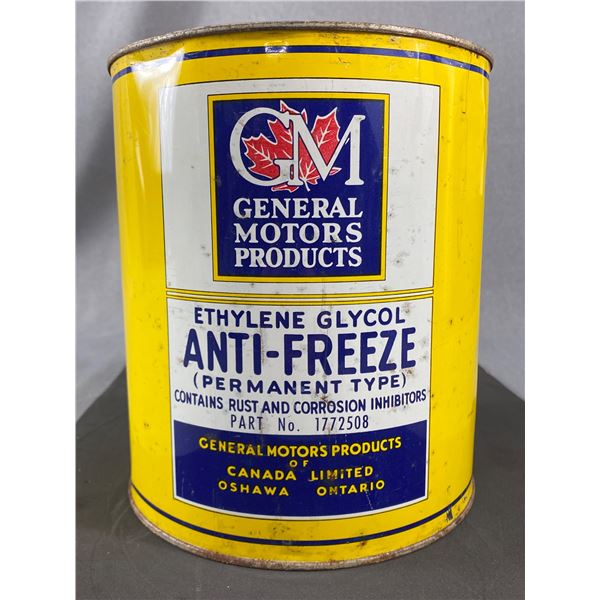 GM
GENERAL
MOTORS
PRODUCTS
ETHYLENE GLYCOL
ANTI-FREEZE
(PERMANENT TYPE)
CONTAINS RUST AND CORROSION INHIBITORS
PART No. 1772508
GENERAL MOTORS PRODUCTS
OF
CANADA LIMITED
OSHAWA ONTARIO